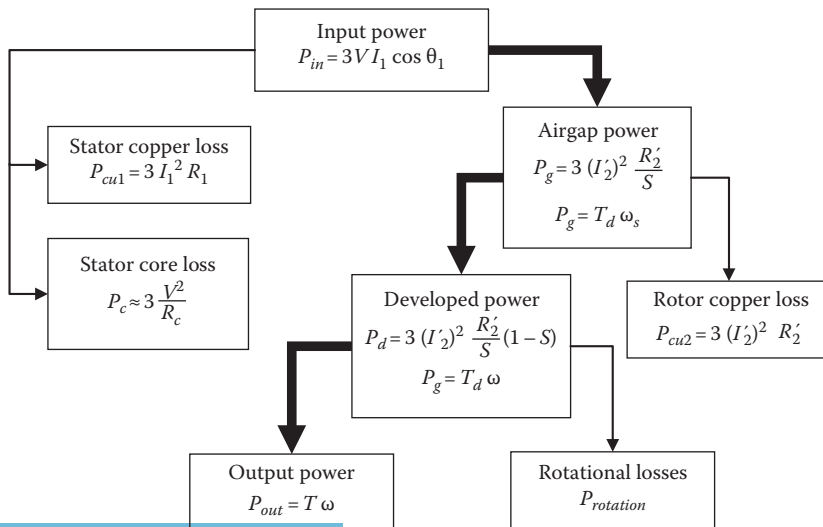 Input power
P_in = 3V I_1 cos θ_1
Airgap power
P_g = 3 (I′_2)^2 R′_2/S
P_g = T_d ω_s
Stator copper loss
P_cu1 = 3 I_1^2 R_1
Stator core loss
P_c ≈ 3 V^2/R_c
Developed power
P_d = 3 (I′_2)^2 R′_2/S (1 – S)
P_g = T_d ω
Rotor copper loss
P_cu2 = 3 (I′_2)^2 R′_2
Output power
P_out = T ω
Rotational losses
P_rotation